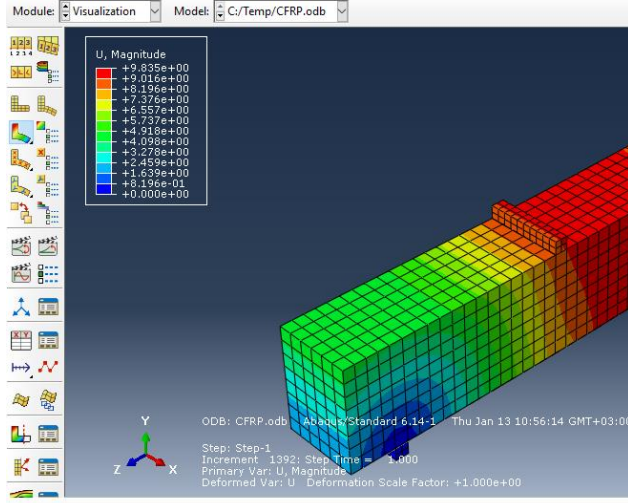 Module: Visualization Model: C:/Temp/CFRP.odb
U, Magnitude
+9.835e+00
+9.016e+00
+8.196e+00
+7.376e+00
+6.557e+00
+5.737e+00
+4.918e+00
+4.098e+00
+3.278e+00
+2.459e+00
+1.639e+00
+8.196e-01
+0.000e+00
Y
Z X
ODB: CFRP.odb Abaqus/Standard 6.14-1 Thu Jan 13 10:56:14 GMT+03:00
Step: Step-1
Increment 1392: Step Time = 1.000
Primary Var: U, Magnitude
Deformed Var: U Deformation Scale Factor: +1.000e+00